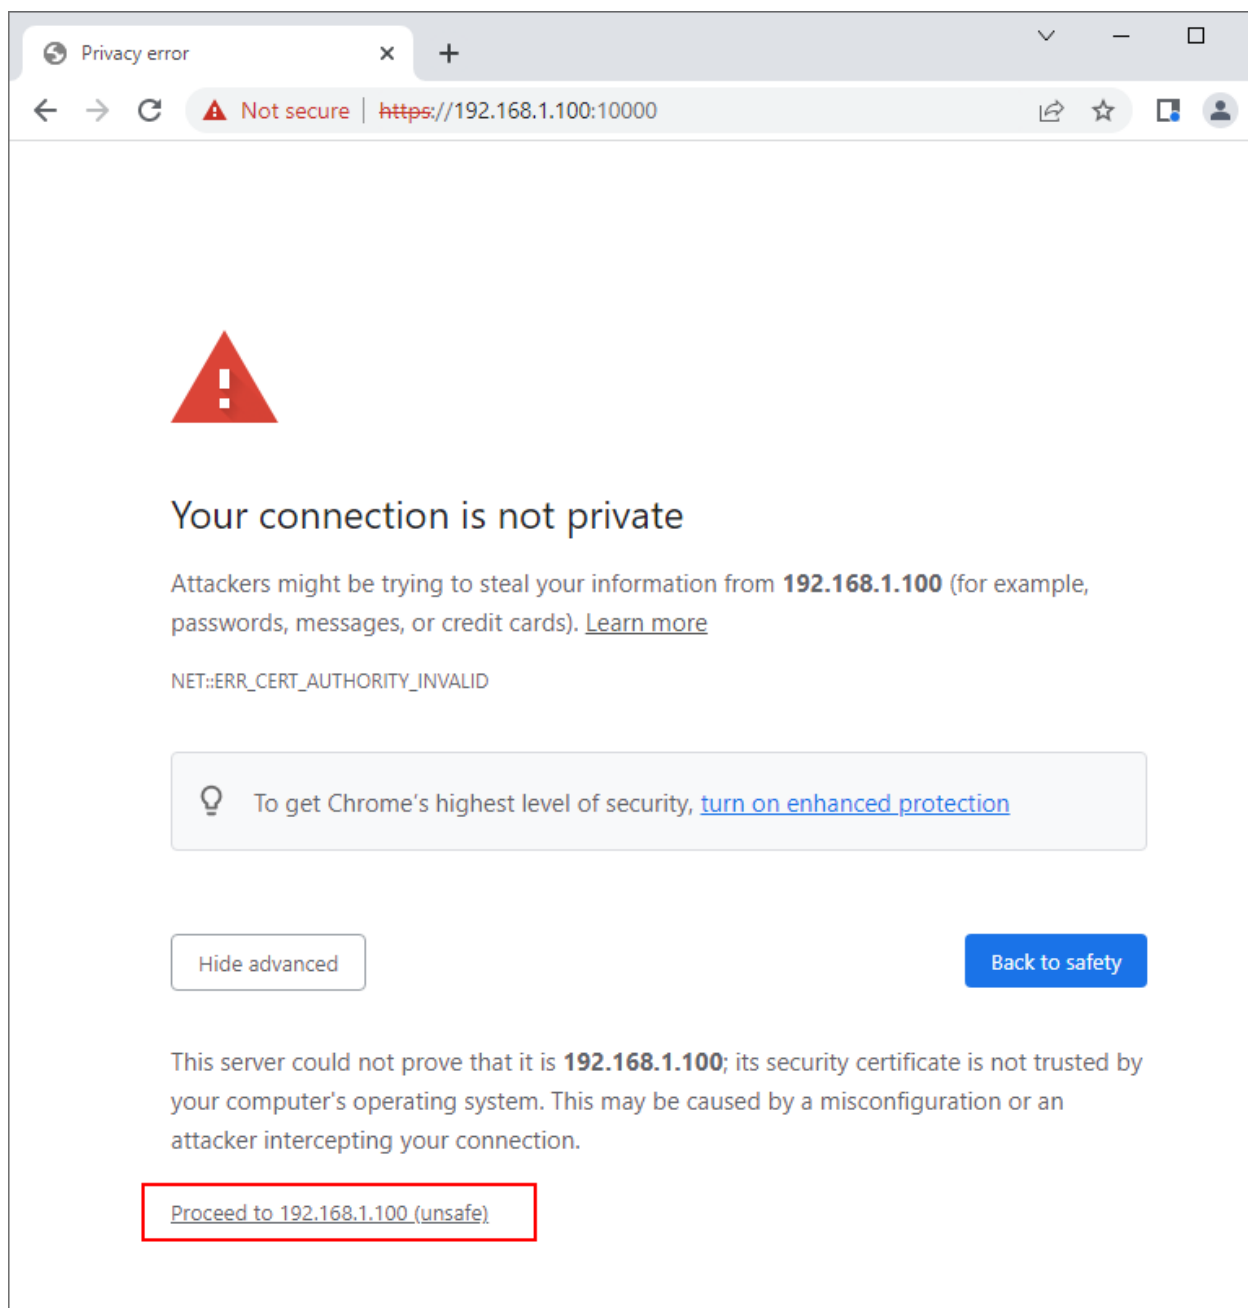 Privacy error
Not secure | https://192.168.1.100:10000
Your connection is not private
Attackers might be trying to steal your information from 192.168.1.100 (for example,
passwords, messages, or credit cards). Learn more
NET::ERR_CERT_AUTHORITY_INVALID
To get Chrome's highest level of security, turn on enhanced protection
Hide advanced
Back to safety
This server could not prove that it is 192.168.1.100; its security certificate is not trusted by
your computer's operating system. This may be caused by a misconfiguration or an
attacker intercepting your connection.
Proceed to 192.168.1.100 (unsafe)